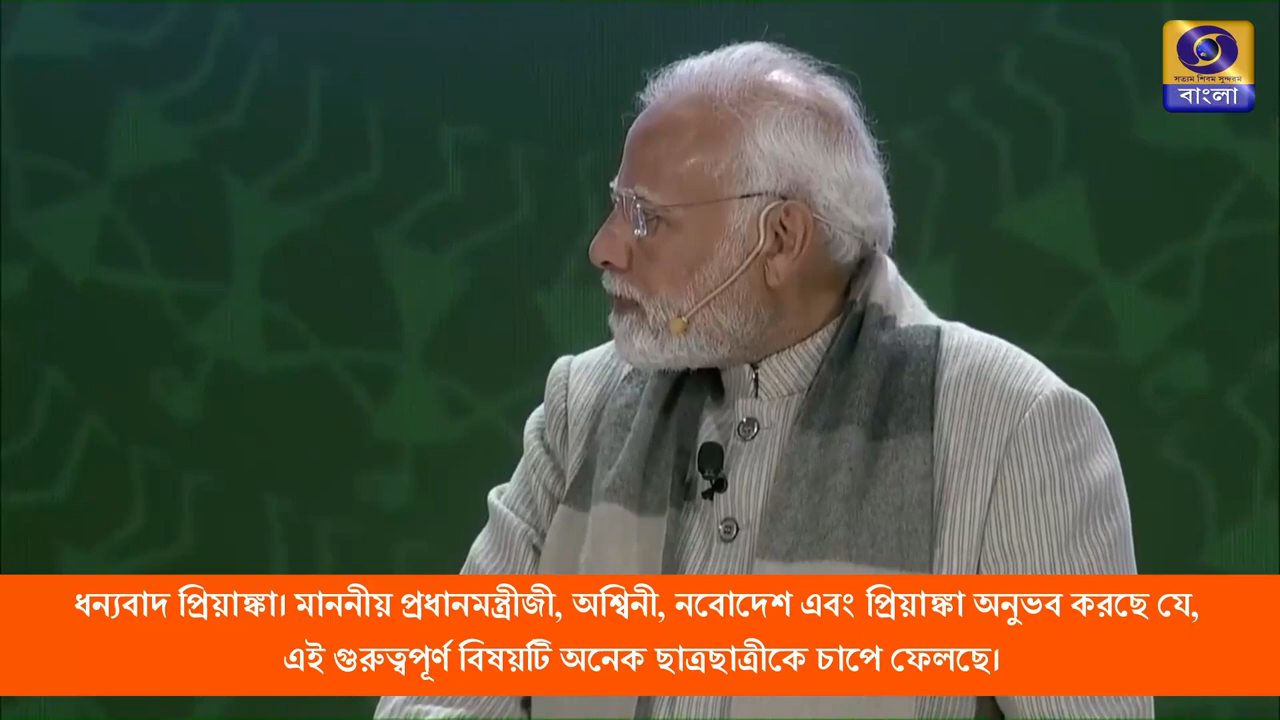 সত্যম শিবম সুন্দরম
বাংলা
ধন্যবাদ প্রিয়াঙ্কা। মাননীয় প্রধানমন্ত্রীজী, অশ্বিনী, নবোদেশ এবং প্রিয়াঙ্কা অনুভব করছে যে,
এই গুরুত্বপূর্ণ বিষয়টি অনেক ছাত্রছাত্রীকে চাপে ফেলছে।